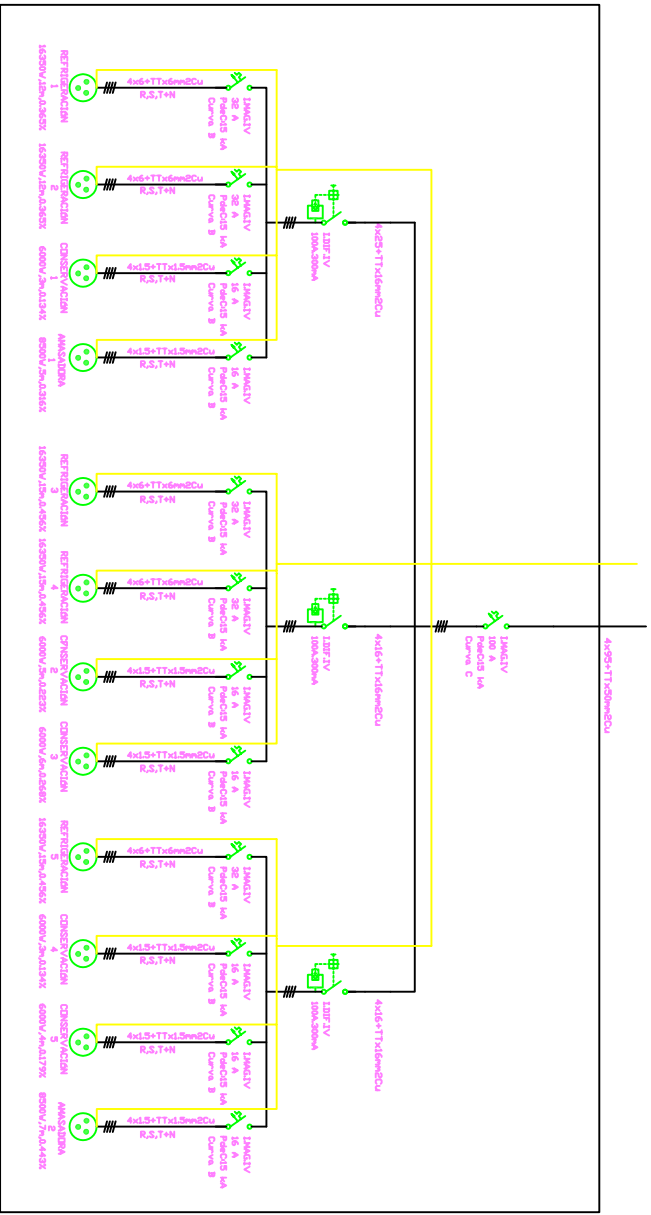 4x95+TTx50mm2Cu
I.MAG.IV
100 A
PdeC:15 kA
Curva C
4x25+TTx16mm2Cu
I.DIF.IV
100A.300mA
I.MAG.IV
32 A
PdeC:15 kA
Curva B
4x6+TTx6mm2Cu
R,S,T+N
REFRIGERACIÓN
1
16350W,12m,0.365%
I.MAG.IV
32 A
PdeC:15 kA
Curva B
4x6+TTx6mm2Cu
R,S,T+N
REFRIGERACIÓN
2
16350W,12m,0.365%
I.MAG.IV
16 A
PdeC:15 kA
Curva B
4x1.5+TTx1.5mm2Cu
R,S,T+N
CONSERVACIÓN
1
6000W,3m,0.134%
I.MAG.IV
16 A
PdeC:15 kA
Curva B
4x1.5+TTx1.5mm2Cu
R,S,T+N
AMASADORA
1
8500W,5m,0.316%
4x16+TTx16mm2Cu
I.DIF.IV
100A.300mA
I.MAG.IV
32 A
PdeC:15 kA
Curva B
4x6+TTx6mm2Cu
R,S,T+N
REFRIGERACIÓN
3
16350W,15m,0.456%
I.MAG.IV
32 A
PdeC:15 kA
Curva B
4x6+TTx6mm2Cu
R,S,T+N
REFRIGERACIÓN
4
16350W,15m,0.456%
I.MAG.IV
16 A
PdeC:15 kA
Curva B
4x1.5+TTx1.5mm2Cu
R,S,T+N
CPNSERVACIÓN
2
6000W,5m,0.223%
I.MAG.IV
16 A
PdeC:15 kA
Curva B
4x1.5+TTx1.5mm2Cu
R,S,T+N
CONSERVACIÓN
3
6000W,6m,0.268%
4x16+TTx16mm2Cu
I.DIF.IV
100A.300mA
I.MAG.IV
32 A
PdeC:15 kA
Curva B
4x6+TTx6mm2Cu
R,S,T+N
REFRIGERACIÓN
5
16350W,15m,0.456%
I.MAG.IV
16 A
PdeC:15 kA
Curva B
4x1.5+TTx1.5mm2Cu
R,S,T+N
CONSERVACIÓN
4
6000W,3m,0.134%
I.MAG.IV
16 A
PdeC:15 kA
Curva B
4x1.5+TTx1.5mm2Cu
R,S,T+N
CONSERVACIÓN
5
6000W,4m,0.179%
I.MAG.IV
16 A
PdeC:15 kA
Curva B
4x1.5+TTx1.5mm2Cu
R,S,T+N
AMASADORA
2
8500W,7m,0.443%